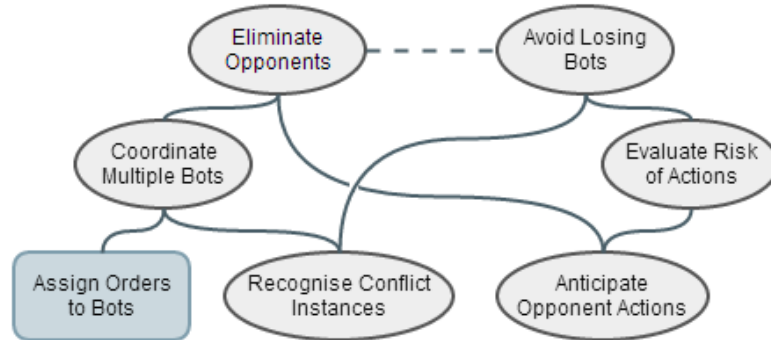 Eliminate
Opponents
Avoid Losing
Bots
Coordinate
Multiple Bots
Evaluate Risk
of Actions
Assign Orders
to Bots
Recognise Conflict
Instances
Anticipate
Opponent Actions